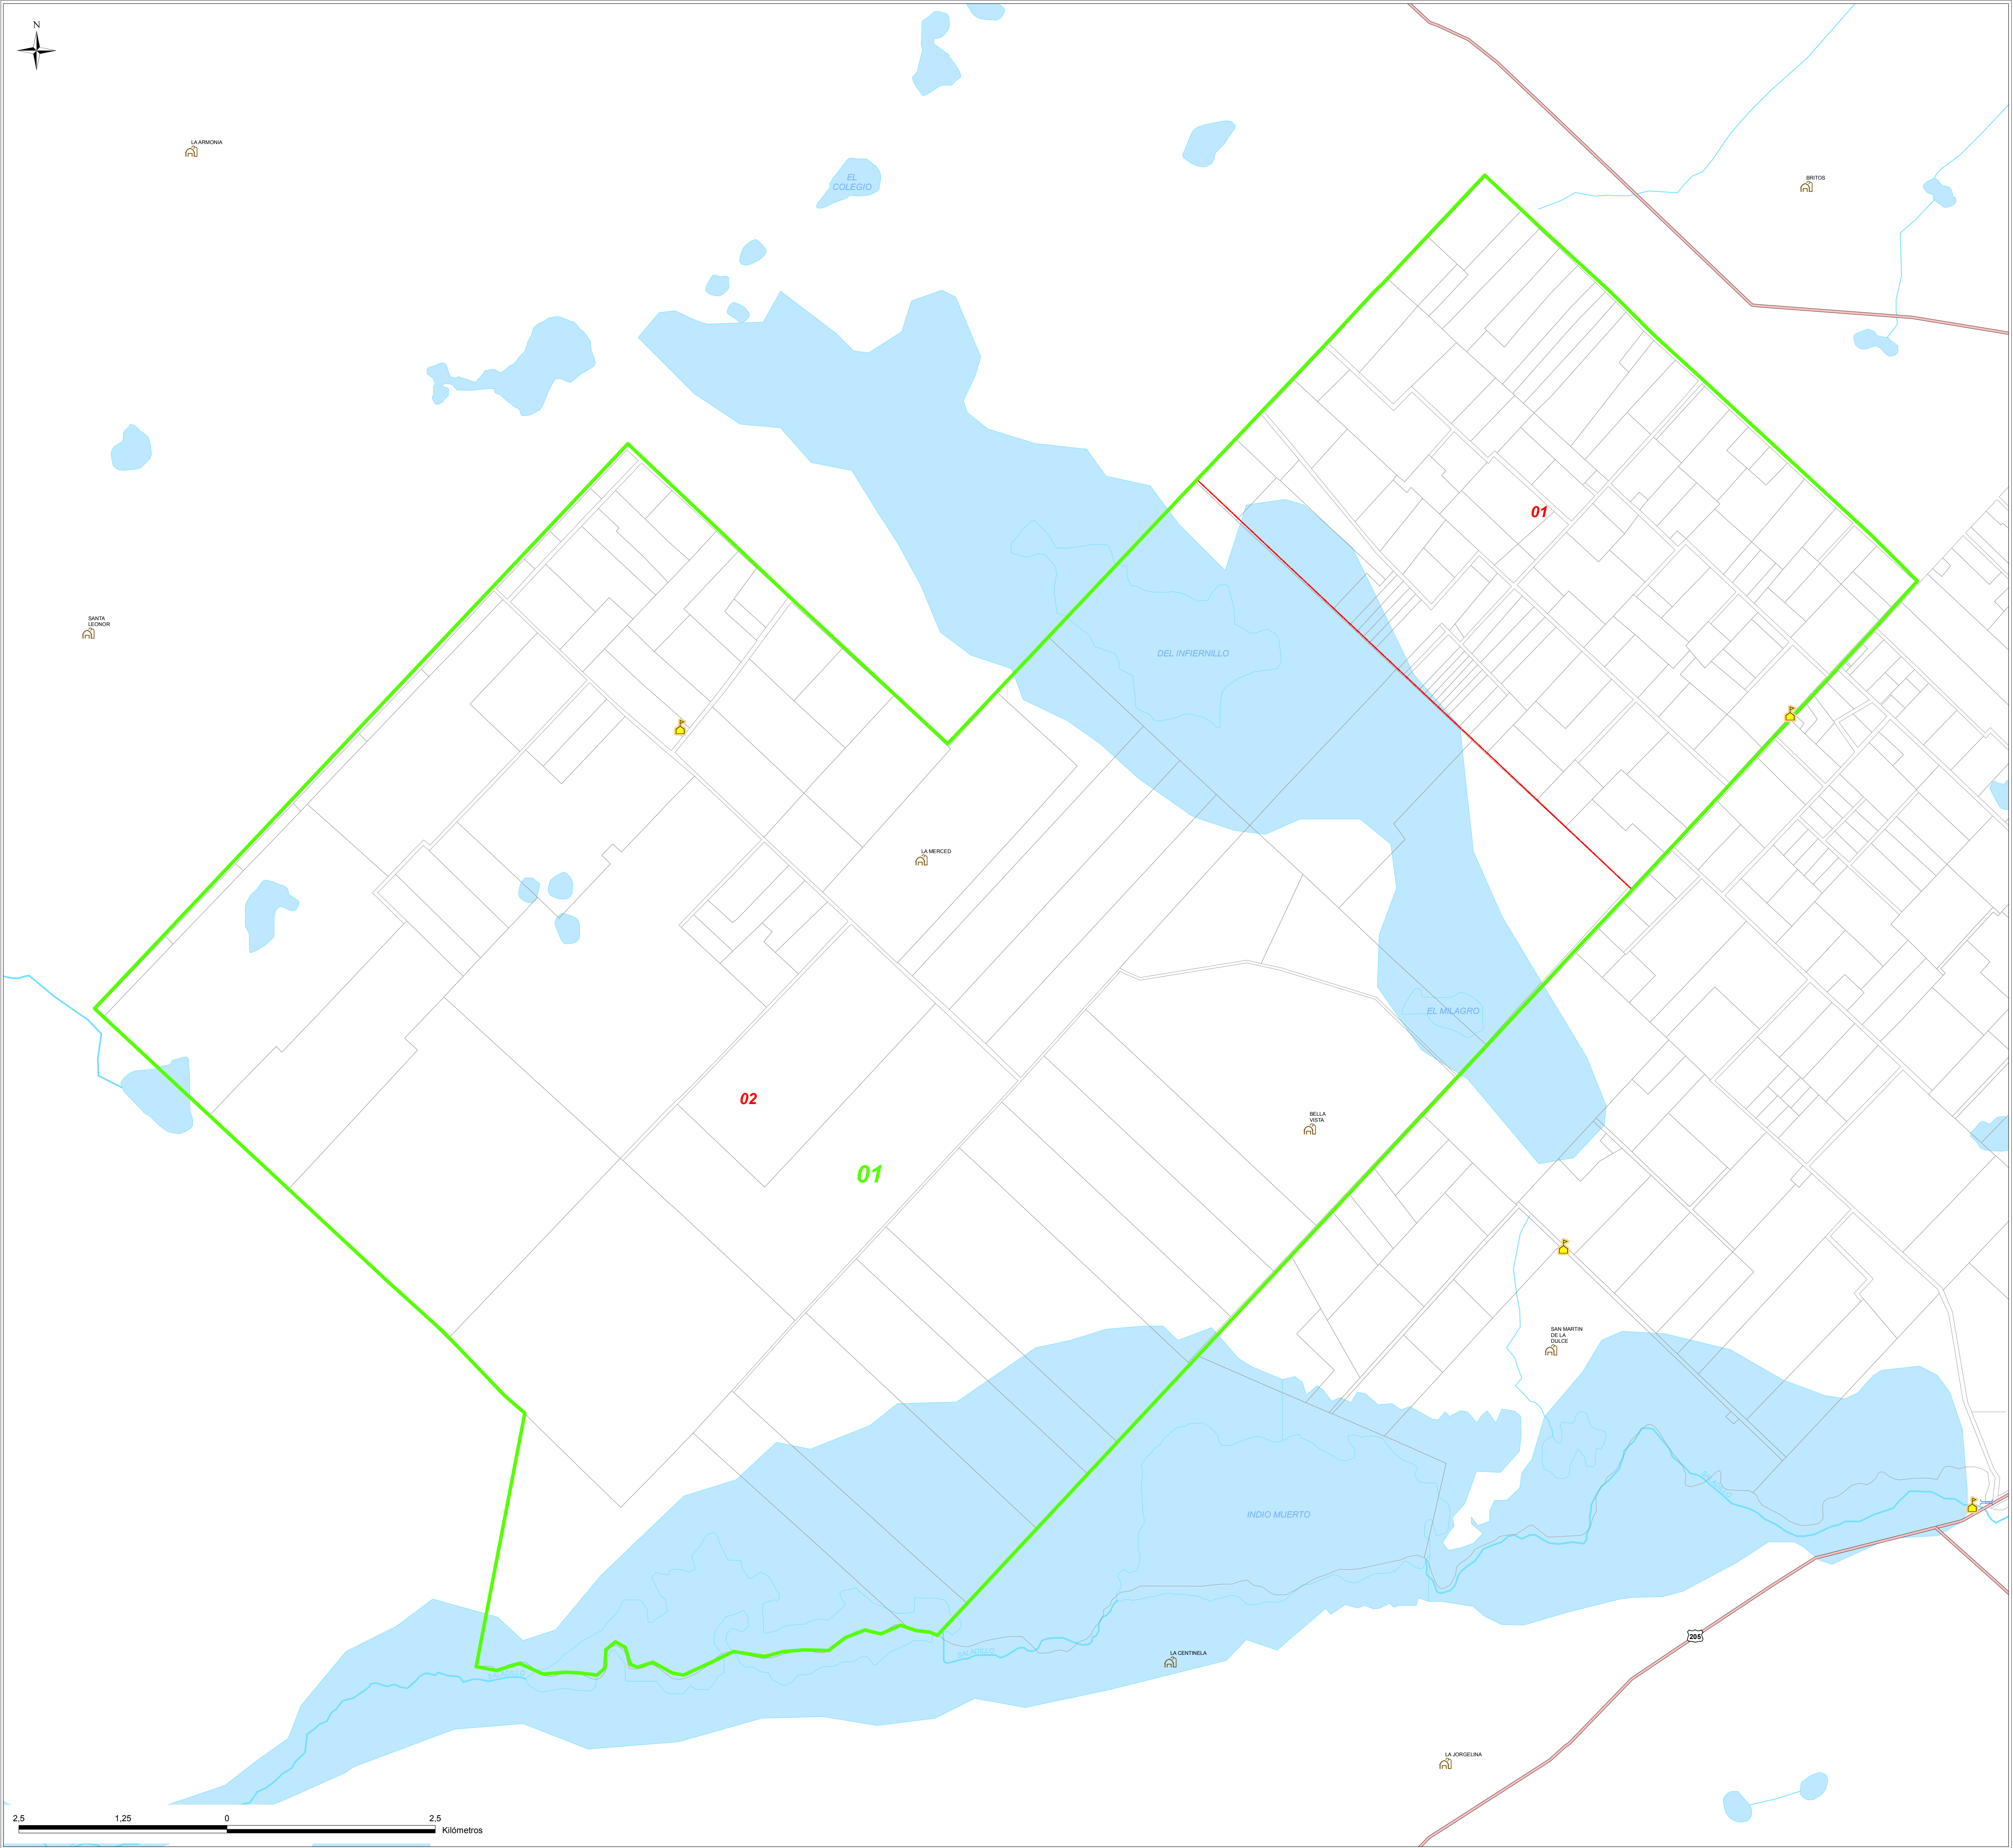 N
LA ARMONIA
EL
COLEGIO
BRITOS
01
SANTA
LEONOR
DEL INFIERNILLO
LA MERCED
EL MILAGRO
02
BELLA
VISTA
01
SAN MARTIN
DE LA
DULCE
INDIO MUERTO
SALADILLO
SALADILLO
205
LA CENTINELA
LA JORGELINA
2,5
1,25
0
2,5
Kilómetros